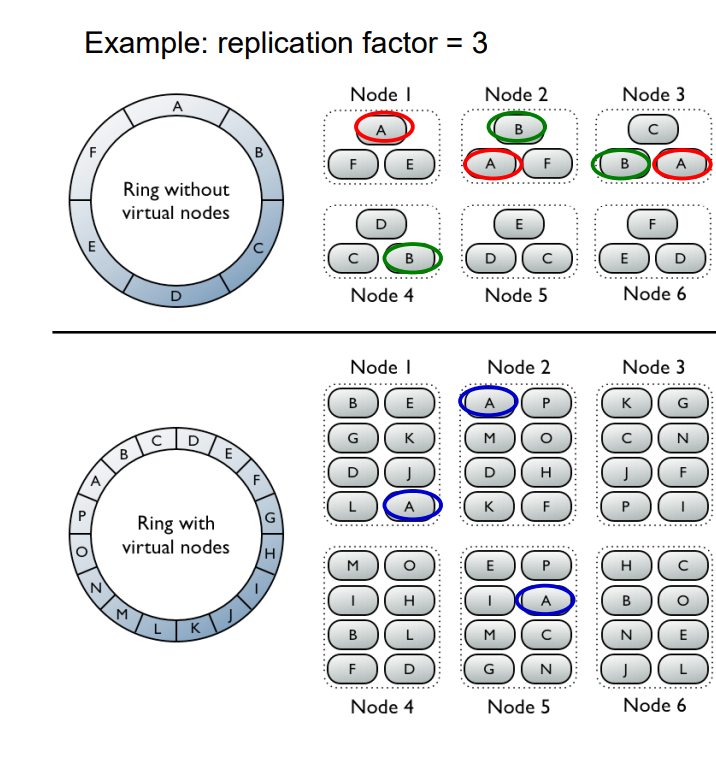 Example: replication factor = 3
A
B
C
D
E
F
Ring without
virtual nodes
Node 1 Node 2 Node 3
A B C
F E A F B A
D E F
C B D C E D
Node 4 Node 5 Node 6
A
B
C
D
E
F
G
H
I
J
K
L
M
N
O
P
Ring with
virtual nodes
Node 1 Node 2 Node 3
B E A P K G
G K M O C N
D J D H J F
L A K F P I
M O E P H C
I H I A B O
B L M C N E
F D G N J L
Node 4 Node 5 Node 6